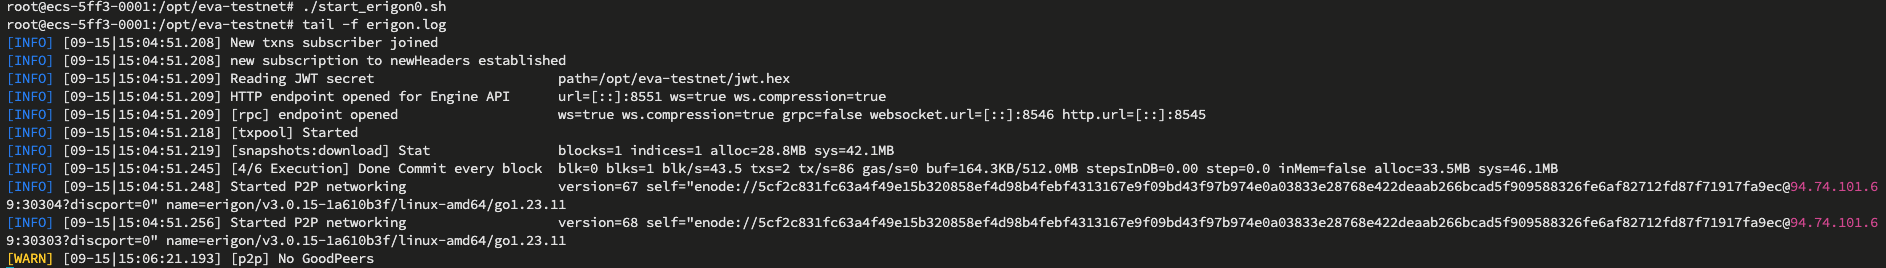 root@ecs-5ff3-0001:/opt/eva-testnet# ./start_erigon0.sh
root@ecs-5ff3-0001:/opt/eva-testnet# tail -f erigon.log
[INFO] [09-15|15:04:51.208] New txns subscriber joined
[INFO] [09-15|15:04:51.208] new subscription to newHeaders established
[INFO] [09-15|15:04:51.209] Reading JWT secret                       path=/opt/eva-testnet/jwt.hex
[INFO] [09-15|15:04:51.209] HTTP endpoint opened for Engine API      url=[::]:8551 ws=true ws.compression=true
[INFO] [09-15|15:04:51.209] [rpc] endpoint opened                    ws=true ws.compression=true grpc=false websocket.url=[::]:8546 http.url=[::]:8545
[INFO] [09-15|15:04:51.218] [txpool] Started
[INFO] [09-15|15:04:51.219] [snapshots:download] Stat                blocks=1 indices=1 alloc=28.8MB sys=42.1MB
[INFO] [09-15|15:04:51.245] [4/6 Execution] Done Commit every block  blk=0 blks=1 blk/s=43.5 txs=2 tx/s=86 gas/s=0 buf=164.3KB/512.0MB stepsInDB=0.00 step=0.0 inMem=false alloc=33.5MB sys=46.1MB
[INFO] [09-15|15:04:51.248] Started P2P networking                   version=67 self="enode://5cf2c831fc63a4f49e15b320858ef4d98b4febf4313167e9f09bd43f97b974e0a03833e28768e422deaab266bcad5f909588326fe6af82712fd87f71917fa9ec@94.74.101.6
9:30304?discport=0" name=erigon/v3.0.15-1a610b3f/linux-amd64/go1.23.11
[INFO] [09-15|15:04:51.256] Started P2P networking                   version=68 self="enode://5cf2c831fc63a4f49e15b320858ef4d98b4febf4313167e9f09bd43f97b974e0a03833e28768e422deaab266bcad5f909588326fe6af82712fd87f71917fa9ec@94.74.101.6
9:30303?discport=0" name=erigon/v3.0.15-1a610b3f/linux-amd64/go1.23.11
[WARN] [09-15|15:06:21.193] [p2p] No GoodPeers